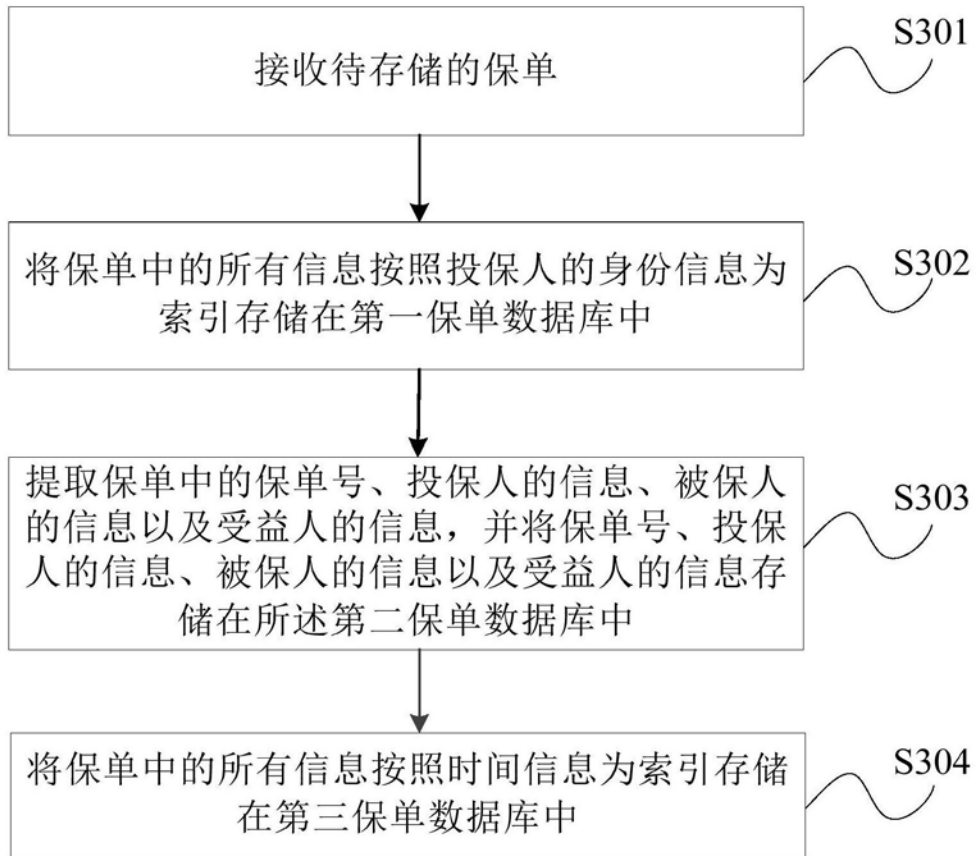 接收待存储的保单
S301
将保单中的所有信息按照投保人的身份信息为
索引存储在第一保单数据库中
S302
提取保单中的保单号、投保人的信息、被保人
的信息以及受益人的信息，并将保单号、投保
人的信息、被保人的信息以及受益人的信息存
储在所述第二保单数据库中
S303
将保单中的所有信息按照时间信息为索引存储
在第三保单数据库中
S304